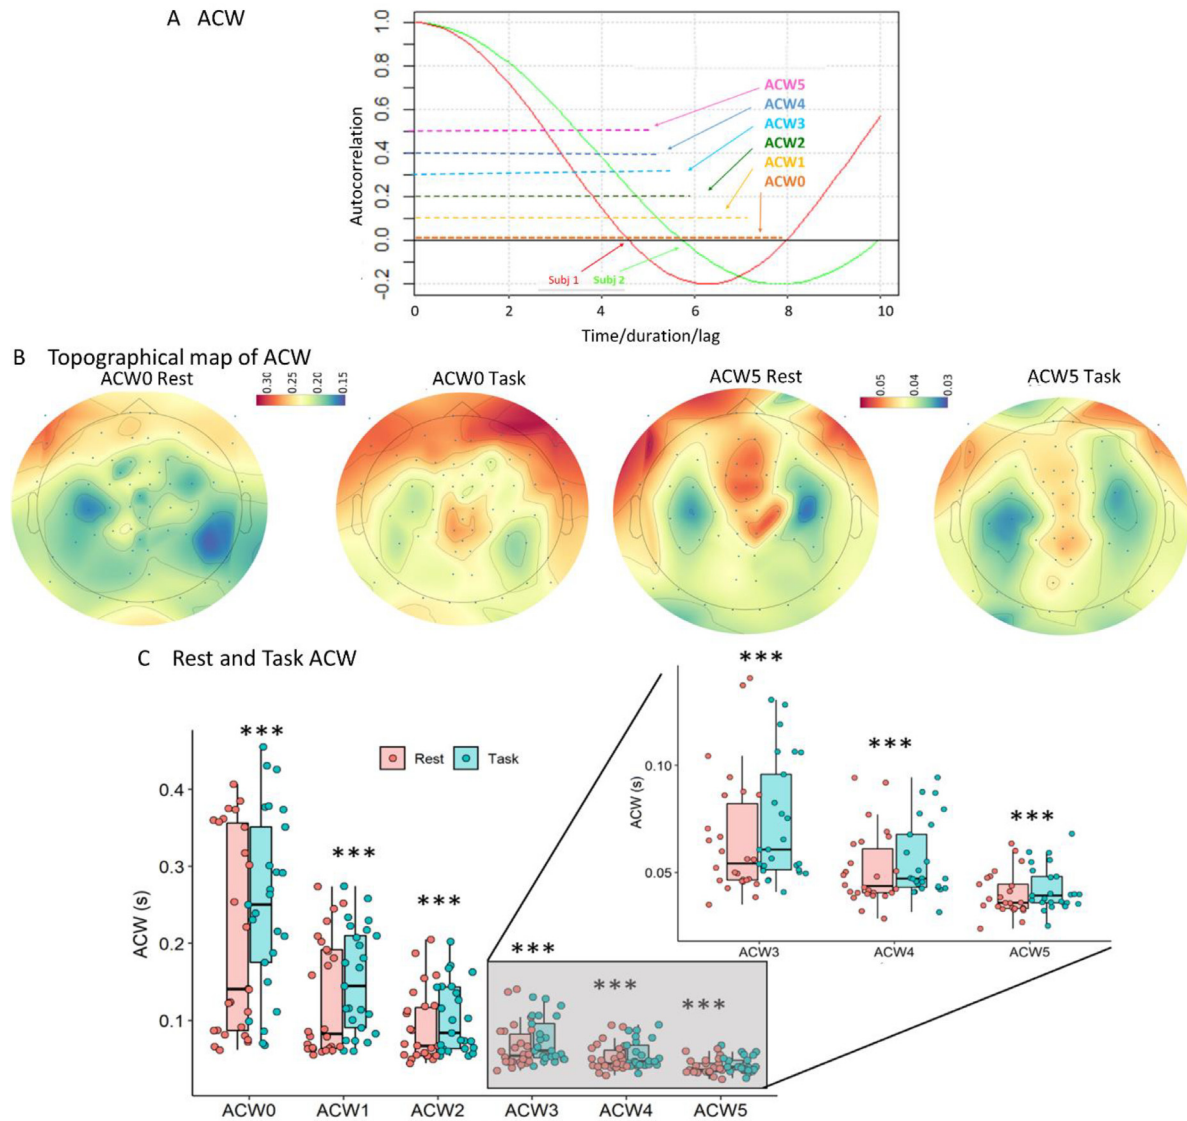 A ACW
1.0
0.8
0.6
0.4
0.2
0.0
-0.2
Autocorrelation
ACW5
ACW4
ACW3
ACW2
ACW1
ACW0
Subj 1 Subj 2
0 2 4 6 8 10
Time/duration/lag
B Topographical map of ACW
ACW0 Rest
0.30 0.25 0.20 0.15
ACW0 Task
ACW5 Rest
0.05 0.04 0.03
ACW5 Task
C Rest and Task ACW
***
***
***
***
***
***
Rest Task
0.4
0.3
0.2
0.1
ACW (s)
ACW0 ACW1 ACW2 ACW3 ACW4 ACW5
***
***
***
0.10
0.05
ACW (s)
ACW3 ACW4 ACW5